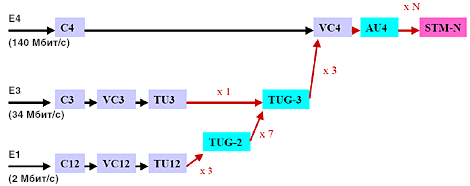 x N
E4 C4 VC4 AU4 STM-N
(140 Мбит/с)
x 3
E3 C3 VC3 TU3 x 1 TUG-3
(34 Мбит/с)
TUG-2 x 7
E1 C12 VC12 TU12 x 3
(2 Мбит/с)